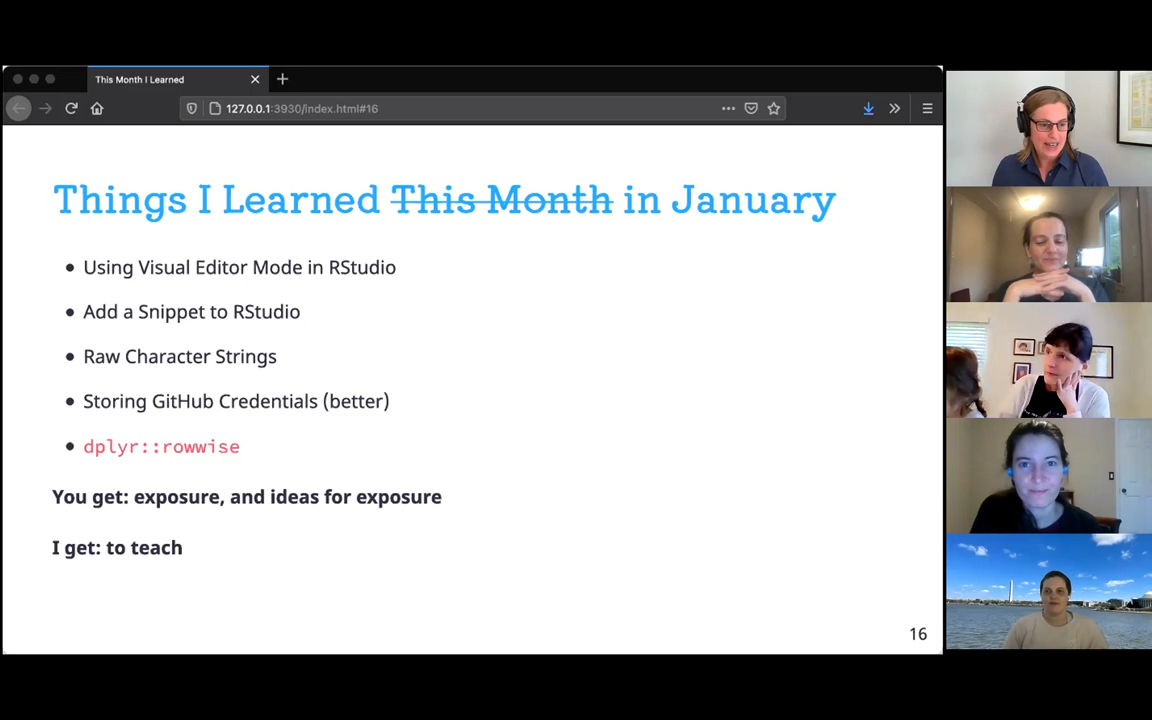 This Month I Learned
127.0.0.1:3930/index.html#16
Things I Learned This Month in January
Using Visual Editor Mode in RStudio
Add a Snippet to RStudio
Raw Character Strings
Storing GitHub Credentials (better)
dplyr::rowwise
You get: exposure, and ideas for exposure
I get: to teach
16